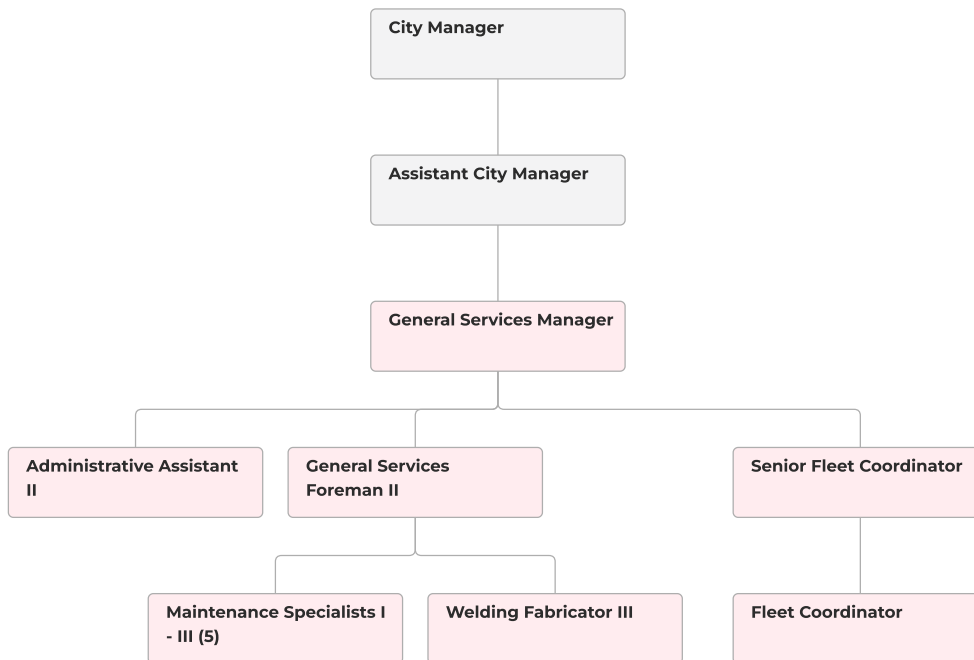 City Manager
Assistant City Manager
General Services Manager
Administrative Assistant
II
General Services
Foreman II
Senior Fleet Coordinator
Maintenance Specialists I
- III (5)
Welding Fabricator III
Fleet Coordinator